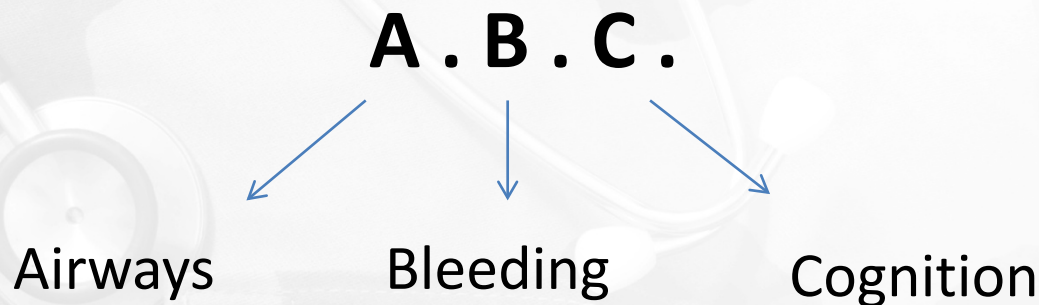 A . B . C .
Airways Bleeding Cognition